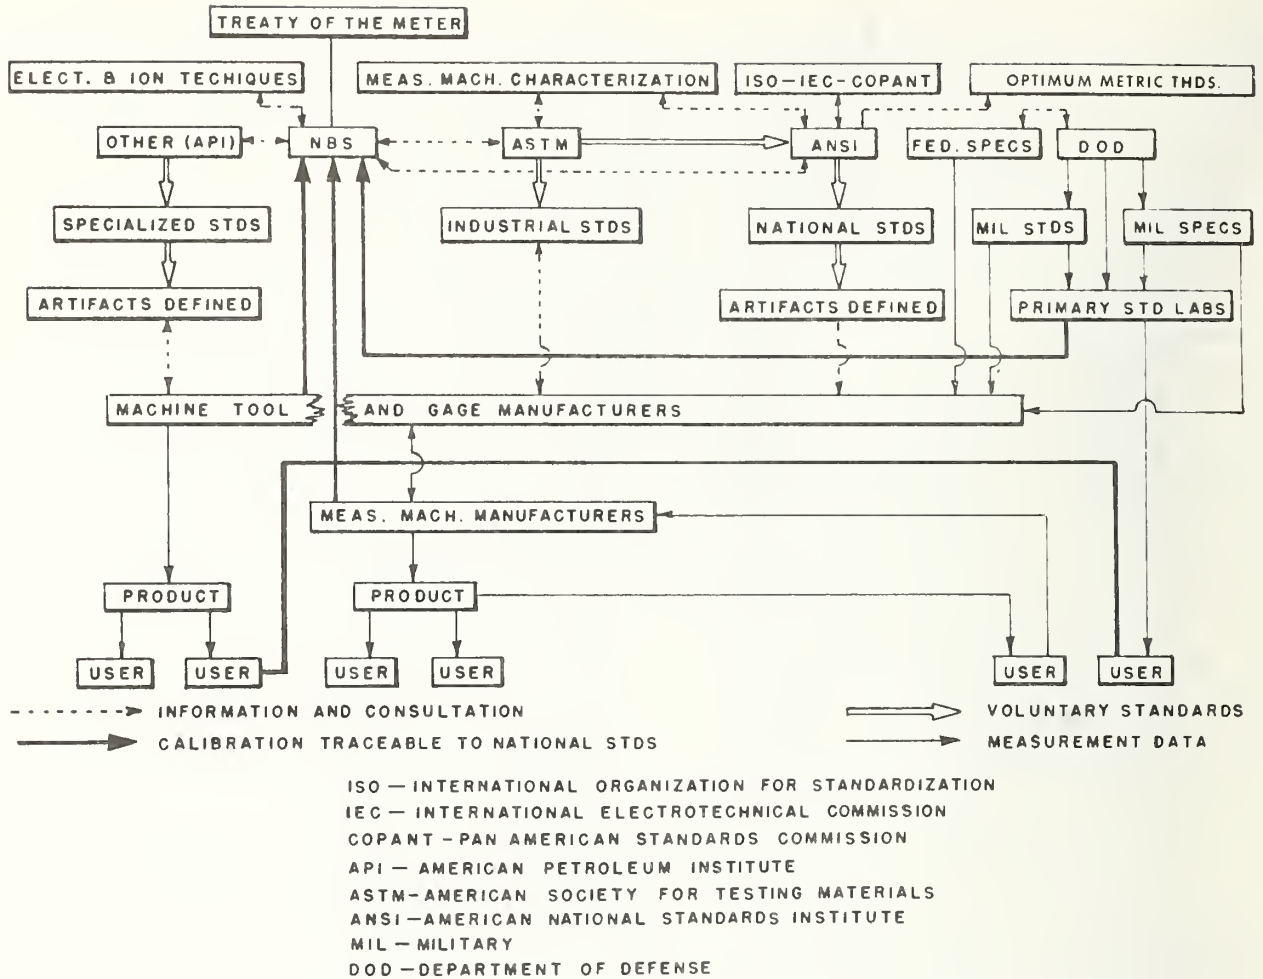 TREATY OF THE METER
ELECT. & ION TECHIQUES
MEAS. MACH. CHARACTERIZATION
ISO—IEC—COPANT
OPTIMUM METRIC THDS.
OTHER (API)
NBS
ASTM
ANSI
FED. SPECS
DOD
SPECIALIZED STDS
INDUSTRIAL STDS
NATIONAL STDS
MIL STDS
MIL SPECS
ARTIFACTS DEFINED
ARTIFACTS DEFINED
PRIMARY STD LABS
MACHINE TOOL AND GAGE MANUFACTURERS
MEAS. MACH. MANUFACTURERS
PRODUCT
PRODUCT
USER
USER
USER
USER
USER
USER
INFORMATION AND CONSULTATION
VOLUNTARY STANDARDS
CALIBRATION TRACEABLE TO NATIONAL STDS
MEASUREMENT DATA
ISO — INTERNATIONAL ORGANIZATION FOR STANDARDIZATION
IEC — INTERNATIONAL ELECTROTECHNICAL COMMISSION
COPANT - PAN AMERICAN STANDARDS COMMISSION
API — AMERICAN PETROLEUM INSTITUTE
ASTM—AMERICAN SOCIETY FOR TESTING MATERIALS
ANSI—AMERICAN NATIONAL STANDARDS INSTITUTE
MIL — MILITARY
DOD —DEPARTMENT OF DEFENSE